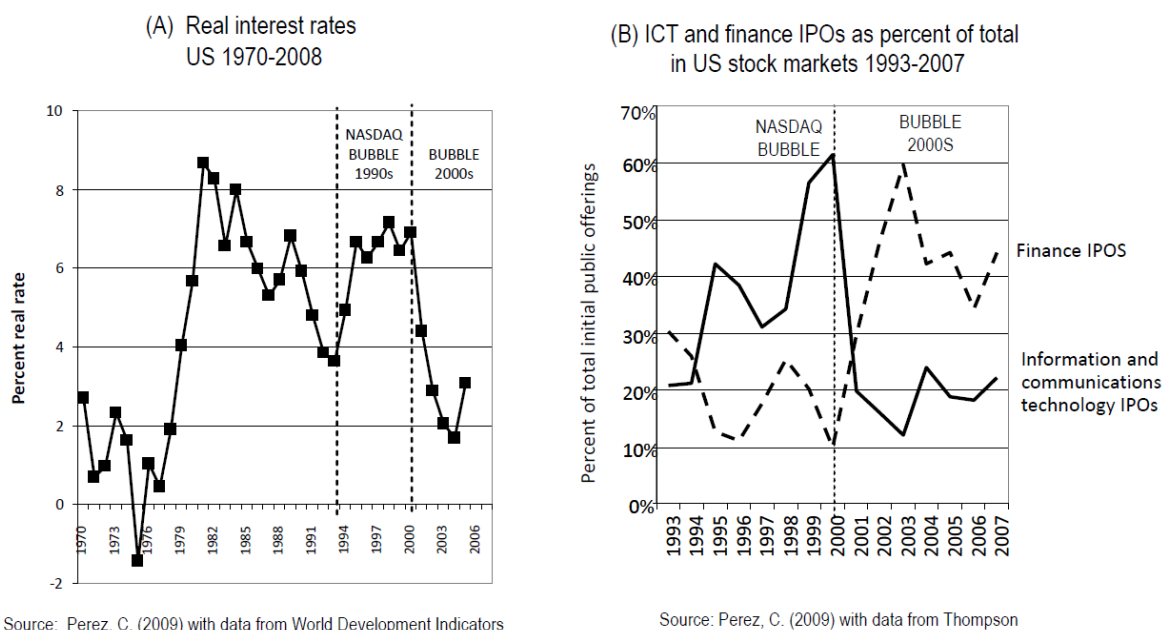 (A) Real interest rates
US 1970-2008
Percent real rate
10
8
6
4
2
0
-2
NASDAQ
BUBBLE
1990s
BUBBLE
2000s
1970
1973
1976
1979
1982
1985
1988
1991
1994
1997
2000
2003
2006
Source: Perez, C. (2009) with data from World Development Indicators
(B) ICT and finance IPOs as percent of total
in US stock markets 1993-2007
Percent of total initial public offerings
70%
60%
50%
40%
30%
20%
10%
0%
NASDAQ
BUBBLE
BUBBLE
2000S
Finance IPOS
Information and
communications
technology IPOs
1993
1994
1995
1996
1997
1998
1999
2000
2001
2002
2003
2004
2005
2006
2007
Source: Perez, C. (2009) with data from Thompson